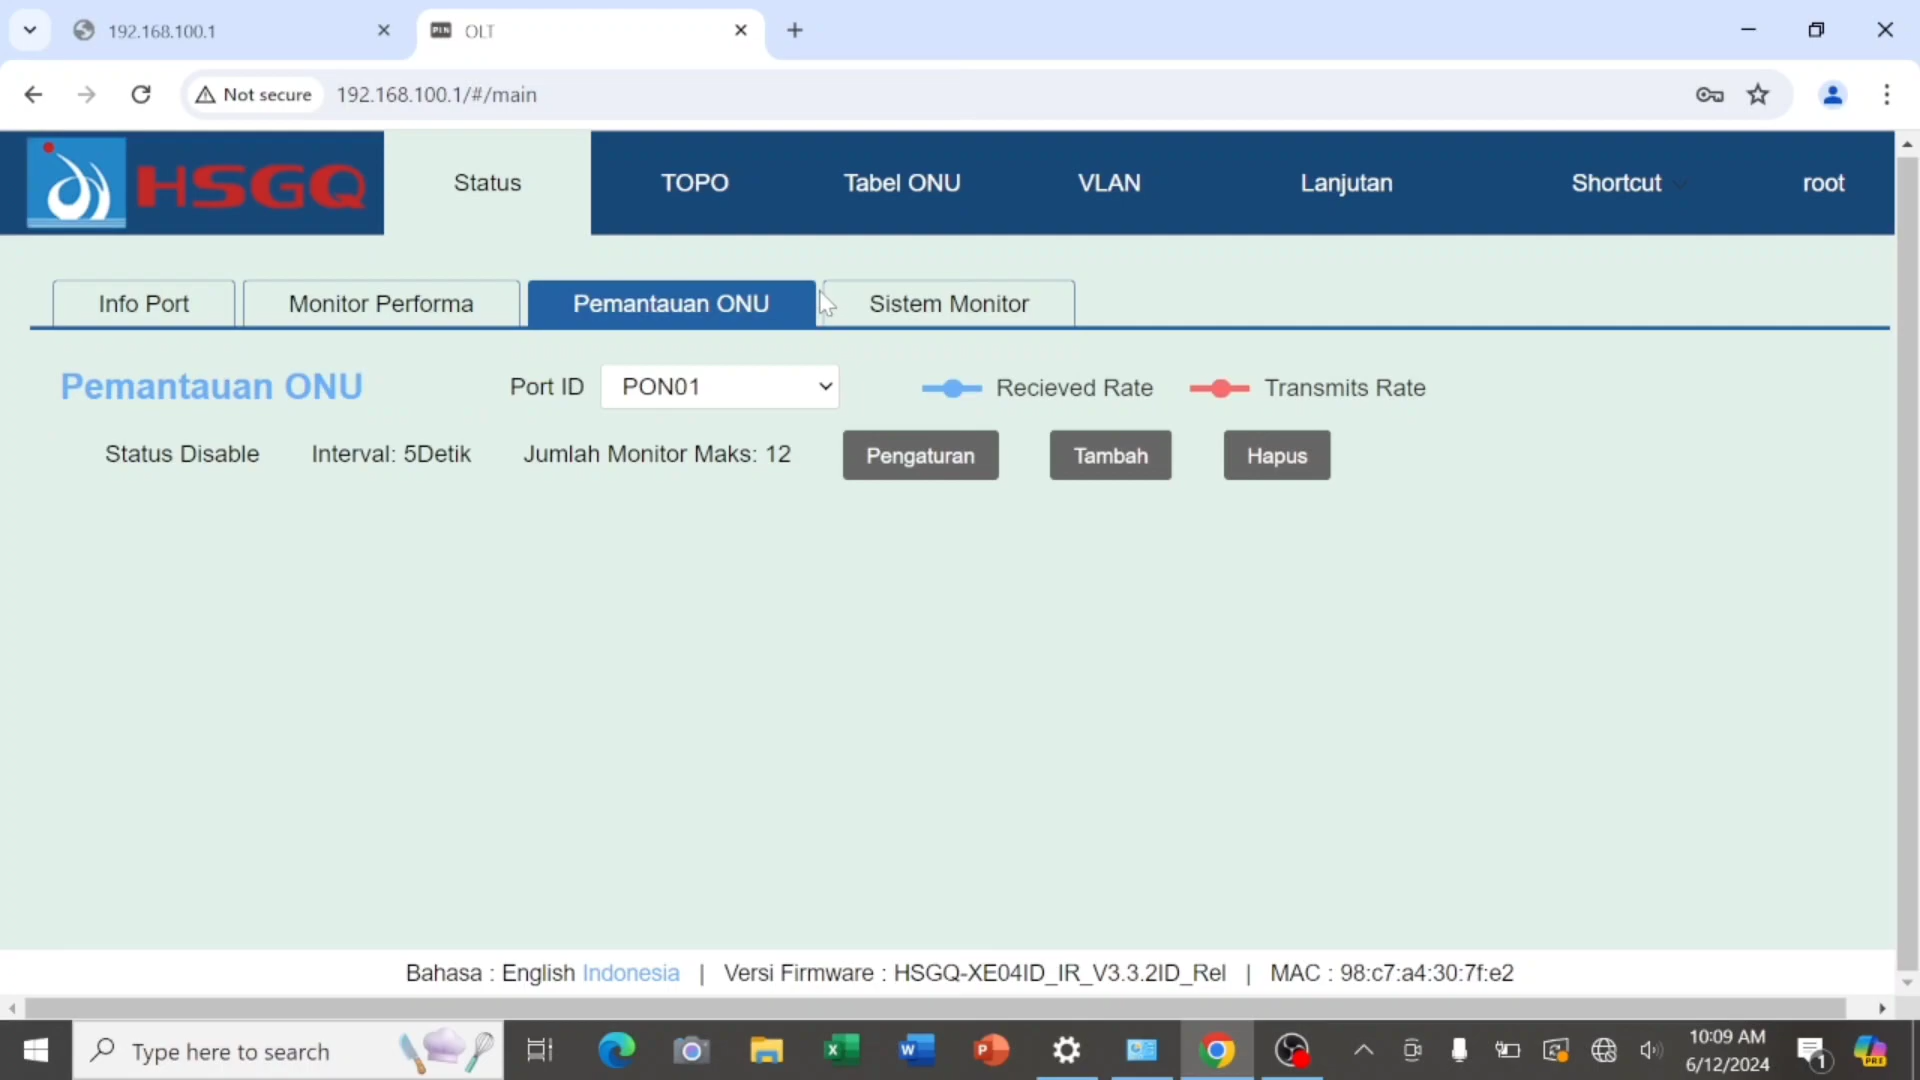 192.168.100.1
OLT
Not secure 192.168.100.1/#/main
HSGQ Status TOPO Tabel ONU VLAN Lanjutan Shortcut root
Info Port Monitor Performa Pemantauan ONU Sistem Monitor
Pemantauan ONU Port ID PON01 Recieved Rate Transmits Rate
Status Disable Interval: 5Detik Jumlah Monitor Maks: 12 Pengaturan Tambah Hapus
Bahasa : English Indonesia | Versi Firmware : HSGQ-XE04ID_IR_V3.3.2ID_Rel | MAC : 98:c7:a4:30:7f:e2
Type here to search
10:09 AM
6/12/2024
1